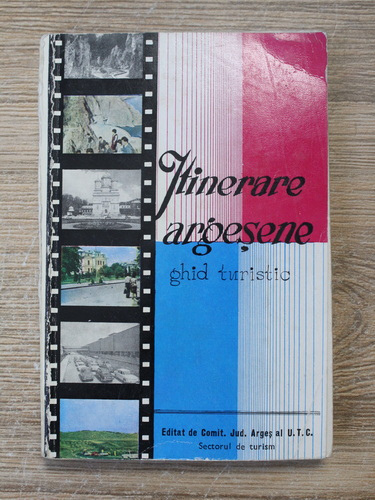 Itinerare
argeșene
ghid turistic
Editat de Comit. Jud. Argeș al U.T.C.
Sectorul de turism